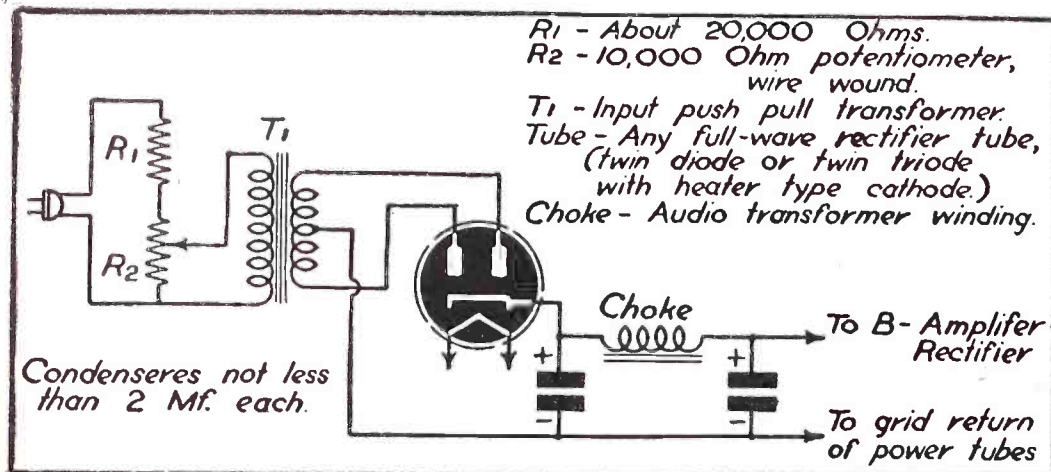 R1 - About 20,000 Ohms.
R2 - 10,000 Ohm potentiometer,
wire wound.
T1 - Input push pull transformer.
Tube - Any full-wave rectifier tube,
(twin diode or twin triode
with heater type cathode.)
Choke - Audio transformer winding.
T1
R1
R2
Choke
+
-
+
-
To B- Amplifer
Rectifier
To grid return
of power tubes
Condenseres not less
than 2 Mf. each.